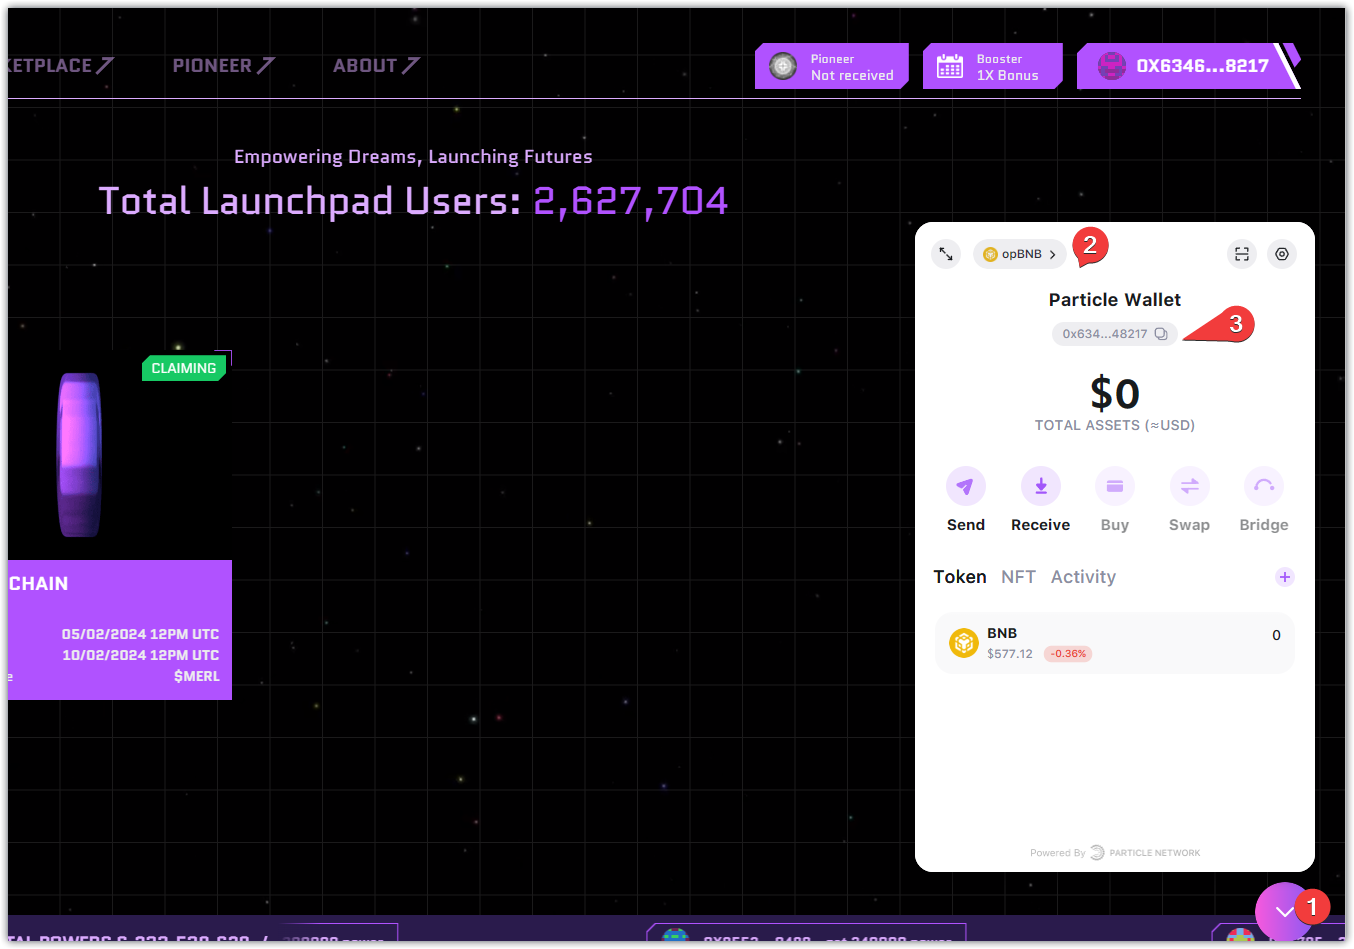 KETPLACE
PIONEER
ABOUT
Pioneer
Not received
Booster
1X Bonus
0X6346...8217
Empowering Dreams, Launching Futures
Total Launchpad Users: 2,627,704
opBNB
2
Particle Wallet
0x634...48217
3
$0
TOTAL ASSETS (≈USD)
Send
Receive
Buy
Swap
Bridge
Token
NFT
Activity
BNB
0
$577.12
-0.36%
Powered By PARTICLE NETWORK
CLAIMING
CHAIN
05/02/2024 12PM UTC
10/02/2024 12PM UTC
e
$MERL
1